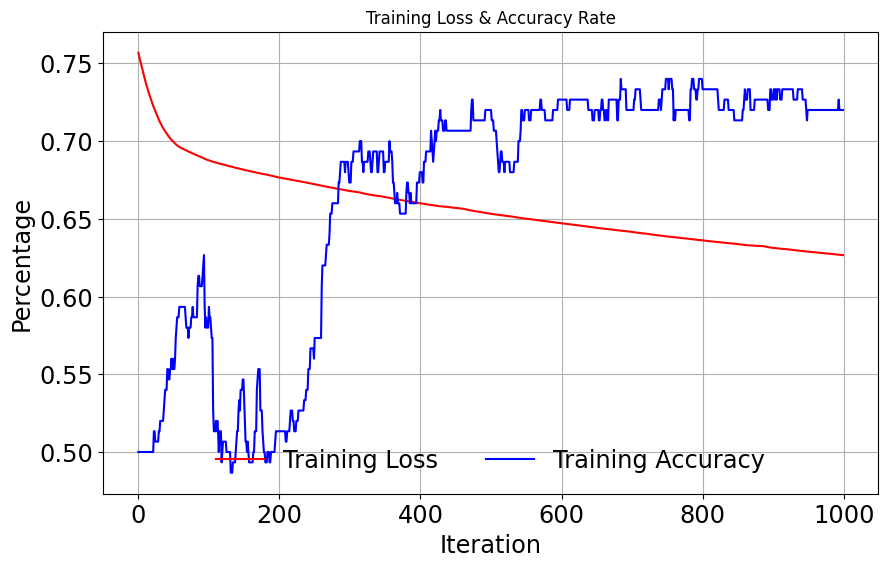 Training Loss & Accuracy Rate
0.75
0.70
0.65
0.60
0.55
0.50
Percentage
Training Loss Training Accuracy
0 200 400 600 800 1000
Iteration